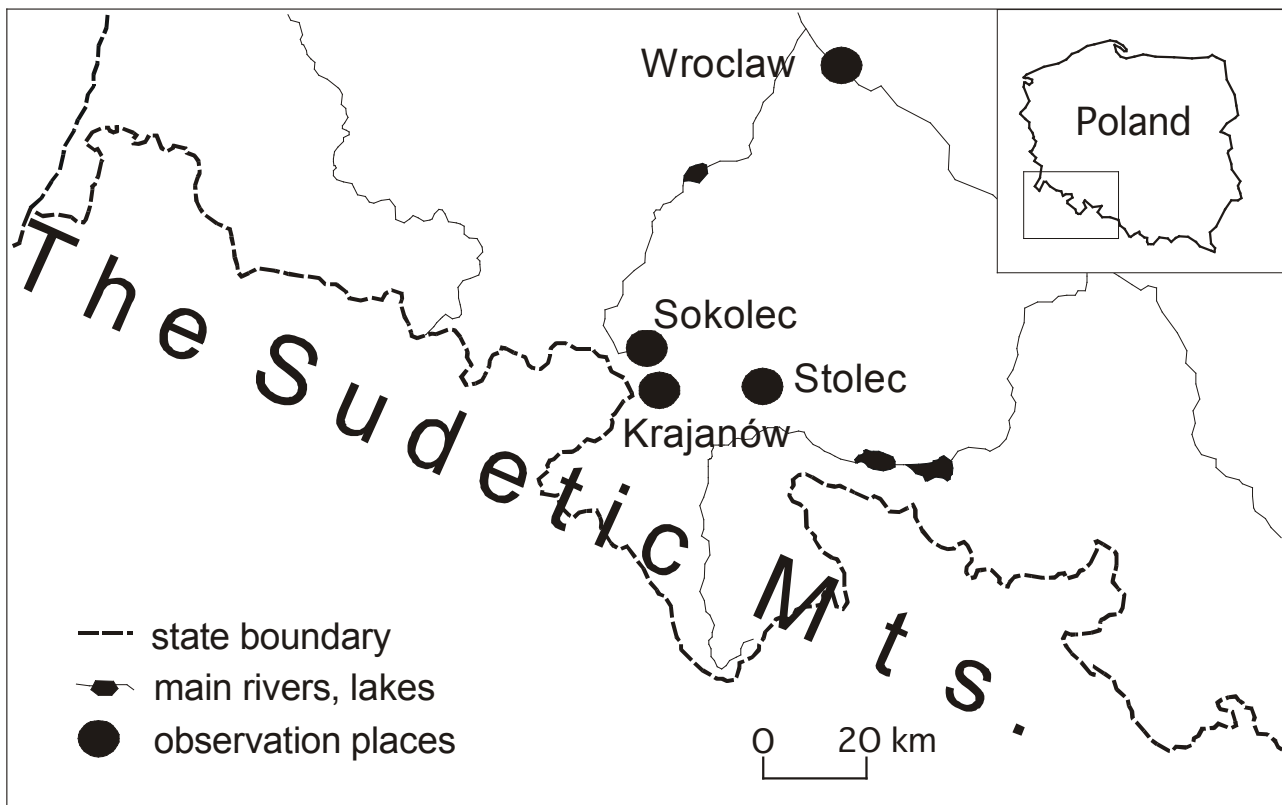 Wroclaw
Poland
Sokolec
Stolec
Krajanów
The Sudetic Mts.
state boundary
main rivers, lakes
observation places
0 20 km